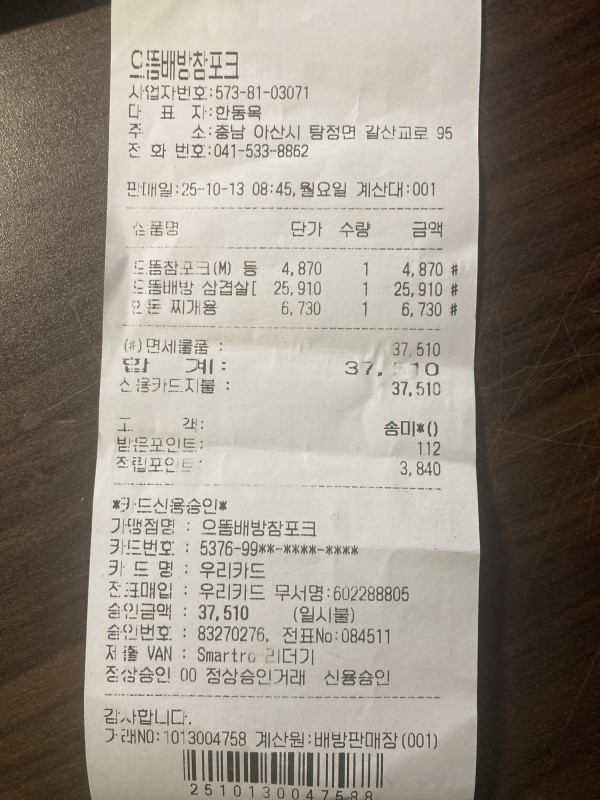 으뜸배방참포크
사업자번호:573-81-03071
대 표 자:한동목
주 소:충남 아산시 탕정면 갈산교로 95
전 화 번호:041-533-8862
판매일:25-10-13 08:45,월요일 계산대:001
상품명 단가 수량 금액
으뜸참포크(M) 등 4,870 1 4,870 #
으뜸배방 삼겹살[ 25,910 1 25,910 #
한돈 찌개용 6,730 1 6,730 #
(#)면세물품 : 37,510
합 계: 37,510
신용카드지불 : 37,510
고 객: 송미*()
받은포인트: 112
적립포인트: 3,840
*카드신용승인*
가맹점명 : 으뜸배방참포크
카드번호 : 5376-99**-****-****
카 드 명 : 우리카드
전표매입 : 우리카드 무서명:602288805
승인금액 : 37,510 (일시불)
승인번호 : 83270276, 전표No:084511
제출 VAN : Smartro 리더기
정상승인 00 정상승인거래 신용승인
감사합니다.
거래NO:1013004758 계산원:배방판매장(001)
2510130047588